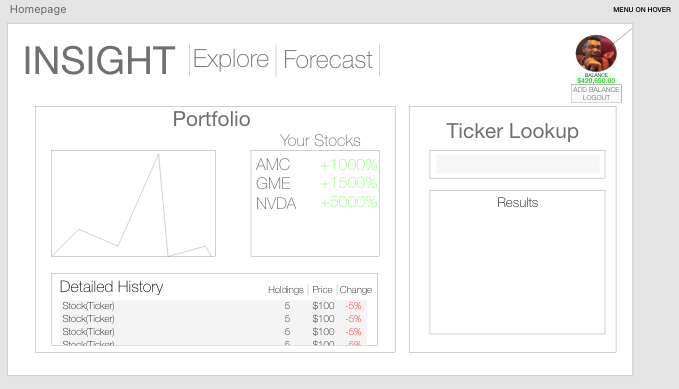 Homepage
MENU ON HOVER
INSIGHT Explore Forecast
BALANCE
$420,690.00
ADD BALANCE
LOGOUT
Portfolio
Your Stocks
AMC +1000%
GME +1500%
NVDA +5000%
Detailed History Holdings Price Change
Stock(Ticker) 5 $100 -5%
Stock(Ticker) 5 $100 -5%
Stock(Ticker) 5 $100 -5%
Stock(Ticker) 5 $100 -5%
Ticker Lookup
Results